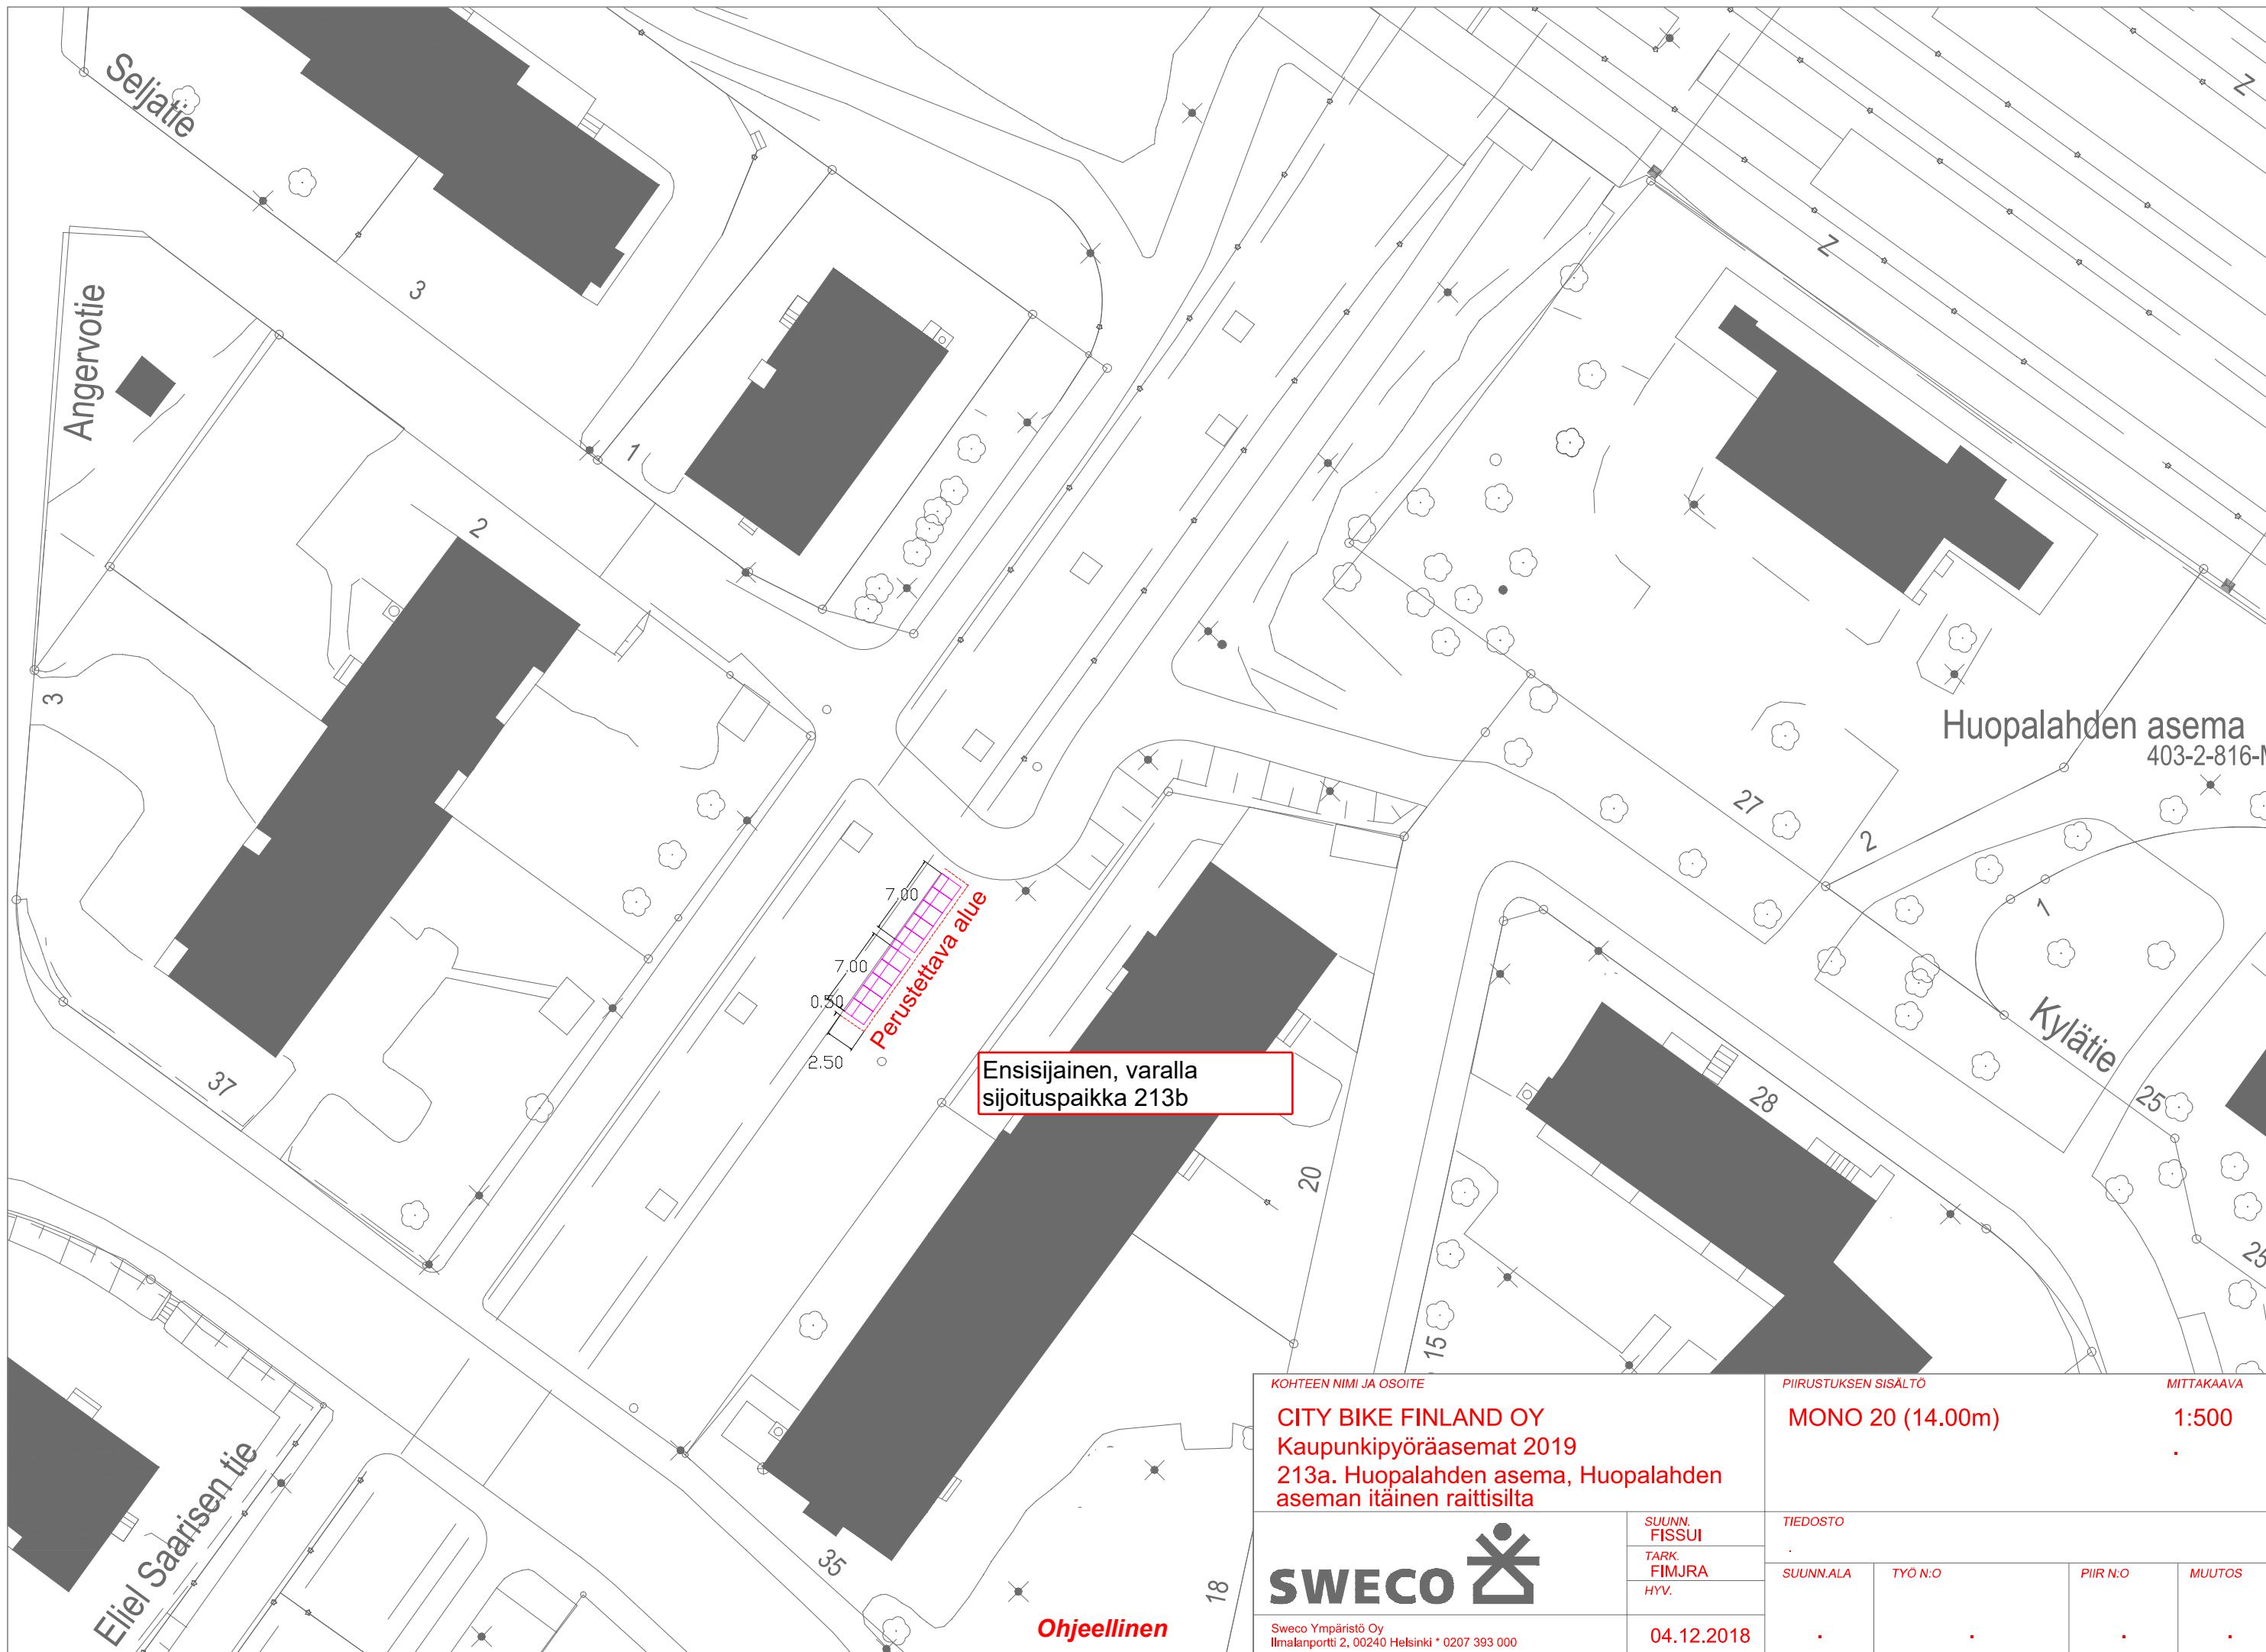 Seljatie
Z
Z
Angervotie
3
1
2
3
Huopalahden asema
403-2-816-M
27
2
1
7.00
7.00
0.50
2.50
Perustettava alue
Kylätie
Ensisijainen, varalla
sijoituspaikka 213b
37
28
25
20
25
15
Eliel Saarisen tie
35
18
Ohjeellinen
KOHTEEN NIMI JA OSOITE
CITY BIKE FINLAND OY
Kaupunkipyöräasemat 2019
213a. Huopalahden asema, Huopalahden
aseman itäinen raittisilta
PIIRUSTUKSEN SISÄLTÖ
MITTAKAAVA
MONO 20 (14.00m)
1:500
.
SWECO
SUUNN.
FISSUI
TARK.
FIMJRA
HYV.
04.12.2018
TIEDOSTO
.
SUUNN.ALA
TYÖ N:O
PIIR N:O
MUUTOS
. . . .
Sweco Ympäristö Oy
Ilmalanportti 2, 00240 Helsinki * 0207 393 000